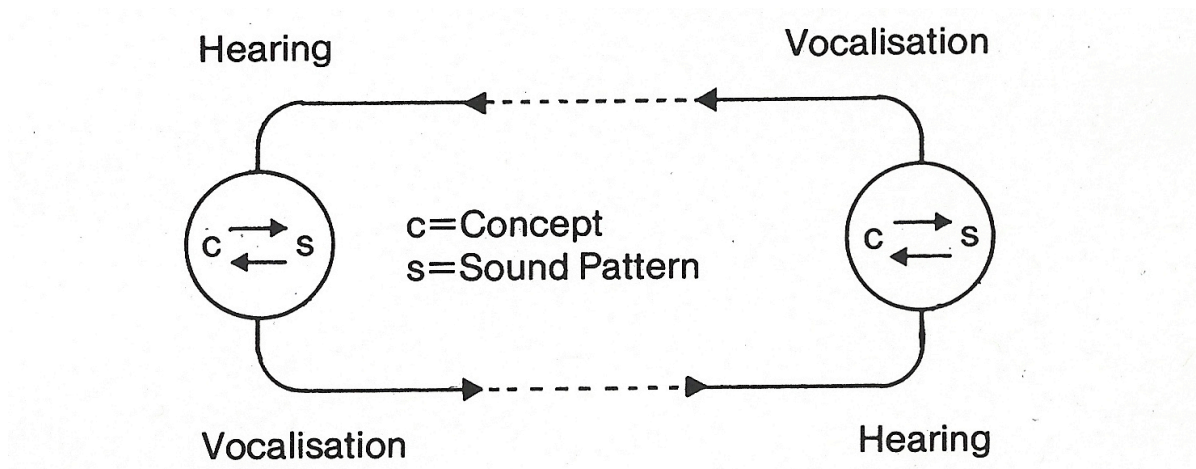 Hearing
Vocalisation
c=Concept
s=Sound Pattern
c s
c s
Vocalisation
Hearing